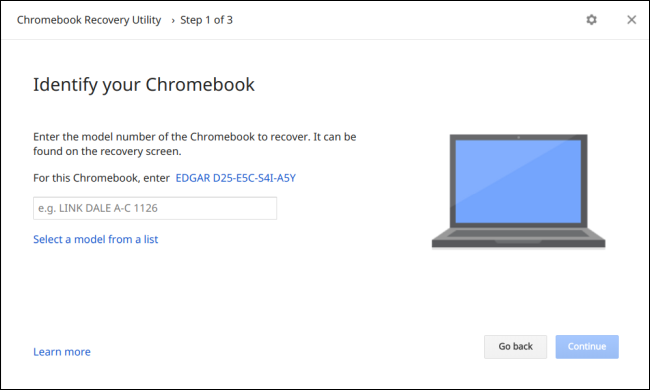 Chromebook Recovery Utility › Step 1 of 3
Identify your Chromebook
Enter the model number of the Chromebook to recover. It can be
found on the recovery screen.
For this Chromebook, enter EDGAR D25-E5C-S4I-A5Y
e.g. LINK DALE A-C 1126
Select a model from a list
Learn more
Go back
Continue